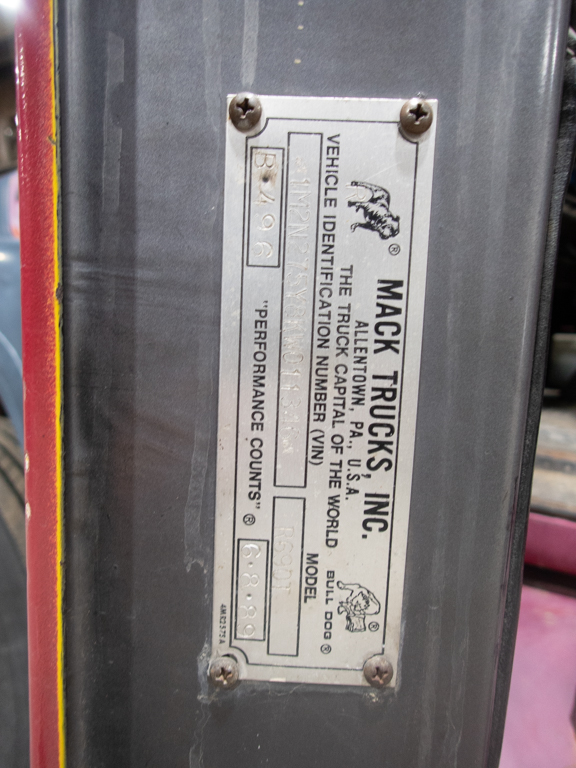 MACK TRUCKS, INC.
ALLENTOWN, PA., U.S.A.
THE TRUCK CAPITAL OF THE WORLD
BULL DOG ®
VEHICLE IDENTIFICATION NUMBER (VIN)
MODEL
"PERFORMANCE COUNTS" ®
B·496
6·8·89
4MR2575A